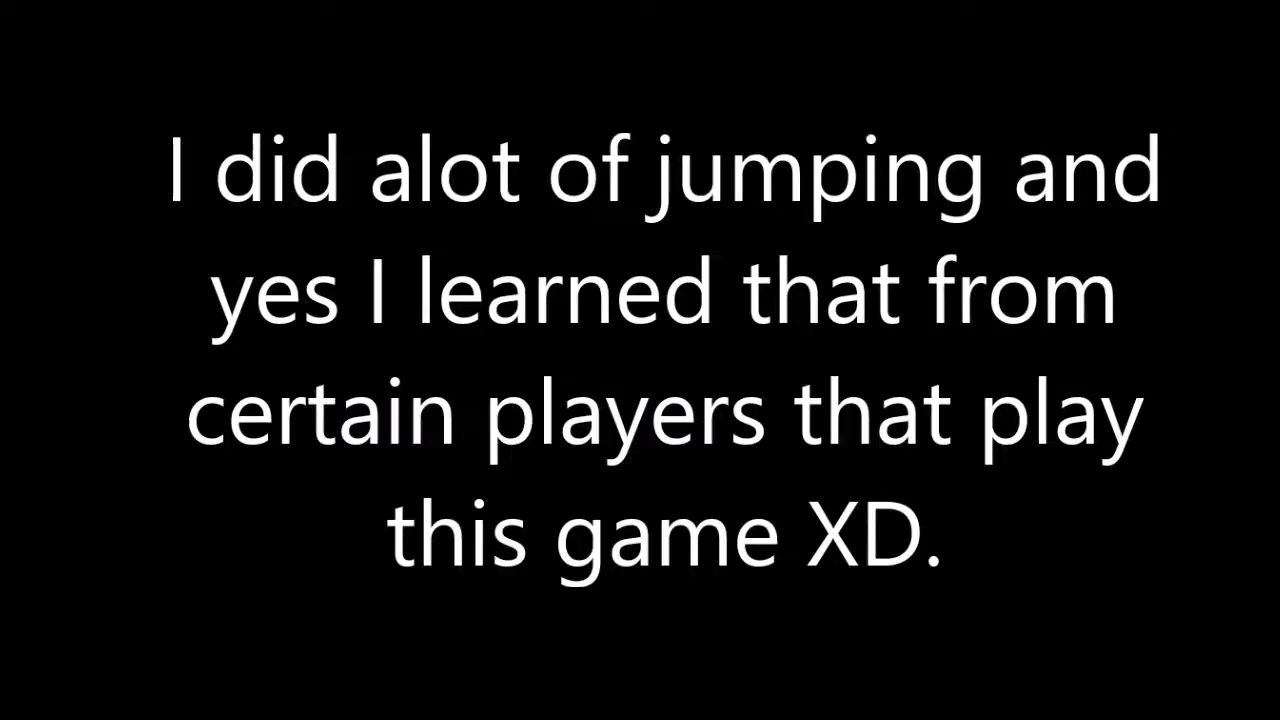 I did alot of jumping and
yes I learned that from
certain players that play
this game XD.